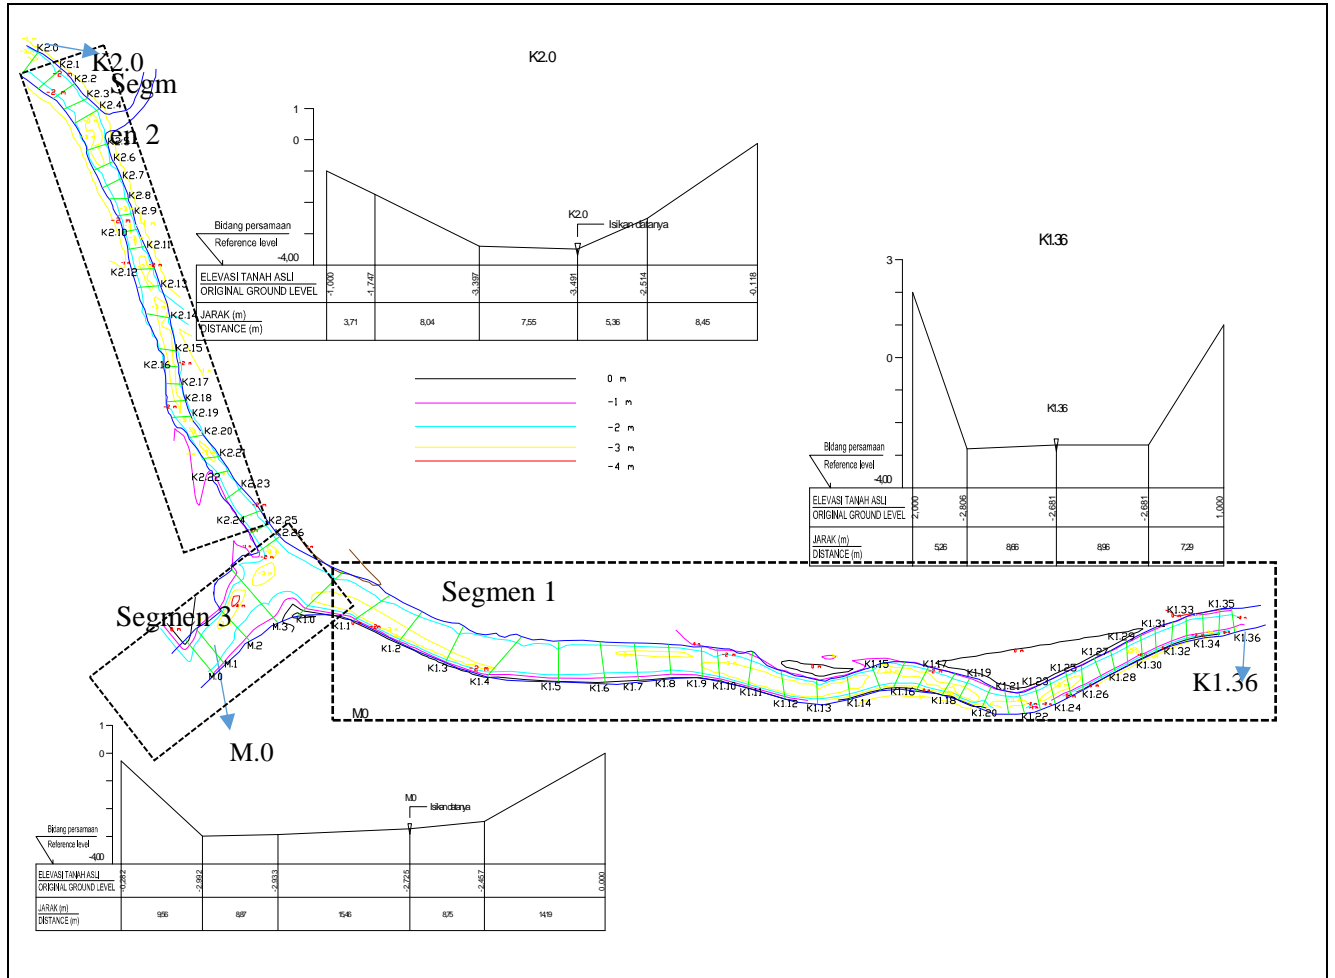 K2.0
K2.0
K2.0
Segm
en 2
K2.1
K2.2
K2.3
K2.4
K2.5
K2.6
K2.7
K2.8
K2.9
K2.10
K2.11
K2.12
K2.13
K2.14
K2.15
K2.16
K2.17
K2.18
K2.19
K2.20
K2.21
K2.22
K2.23
K2.24
K2.25
K2.26
1
0
K2.0
Isikan datanya
Bidang persamaan
Reference level
-4,00
ELEVASI TANAH ASLI
ORIGINAL GROUND LEVEL
-1,000 -1,747 -3,397 -3,491 -2,514 -0,118
JARAK (m)
DISTANCE (m)
3,71 8,04 7,55 5,36 8,45
0 m
-1 m
-2 m
-3 m
-4 m
K1.36
3
0
K1.36
Bidang persamaan
Reference level
-4,00
ELEVASI TANAH ASLI
ORIGINAL GROUND LEVEL
2,000 -2,806 -2,681 -2,681 1,000
JARAK (m)
DISTANCE (m)
5,26 8,66 8,96 7,29
Segmen 1
Segmen 3
K1.0
K1.1
K1.2
K1.3
K1.4
K1.5
K1.6
K1.7
K1.8
K1.9
K1.10
K1.11
K1.12
K1.13
K1.14
K1.15
K1.16
K1.17
K1.18
K1.19
K1.20
K1.21
K1.22
K1.23
K1.24
K1.25
K1.26
K1.27
K1.28
K1.29
K1.30
K1.31
K1.32
K1.33
K1.34
K1.35
K1.36
K1.36
M.3
M.2
M.1
M.0
M.0
M0
1
0
M0
Isikan datanya
Bidang persamaan
Reference level
-4,00
ELEVASI TANAH ASLI
ORIGINAL GROUND LEVEL
-0,282 -2,992 -2,933 -2,725 -2,457 0,000
JARAK (m)
DISTANCE (m)
9,56 8,87 15,46 8,75 14,19